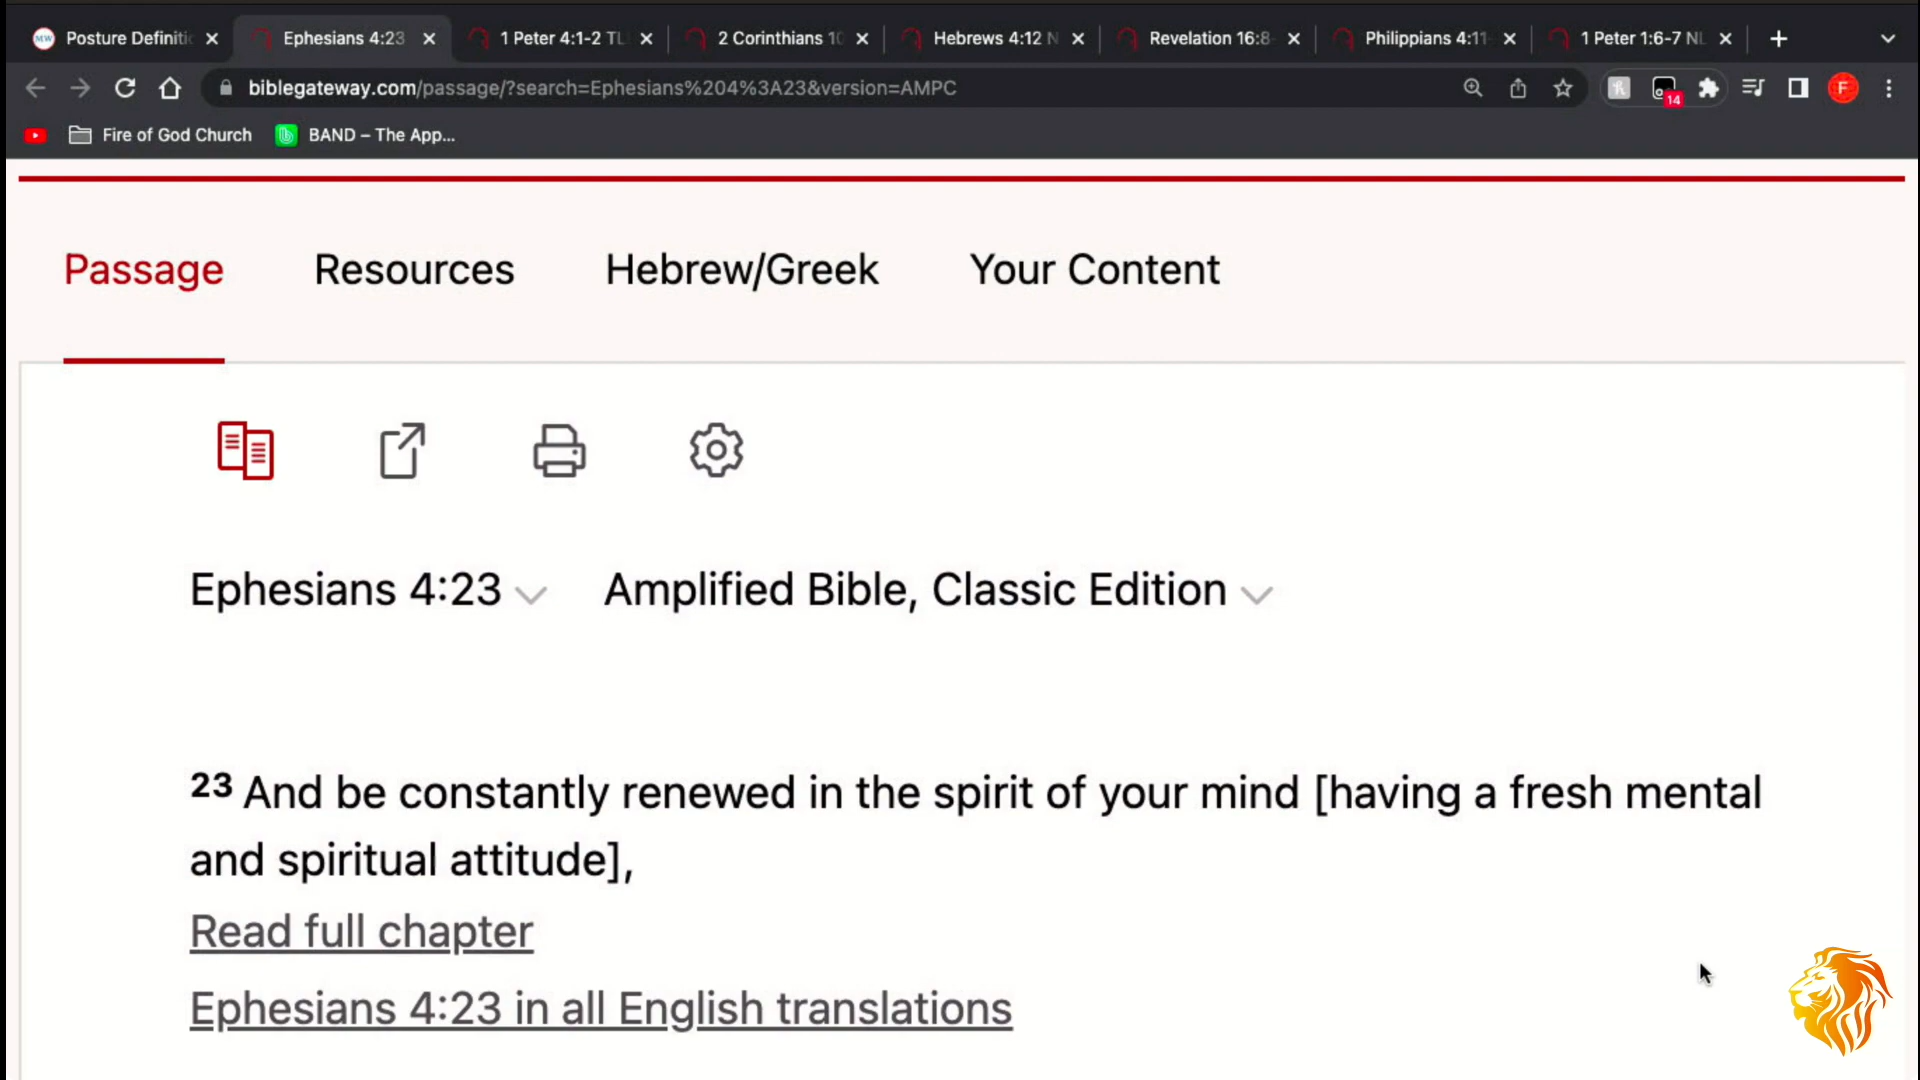 MW Posture Definiti
Ephesians 4:23
1 Peter 4:1-2 TL
2 Corinthians 10
Hebrews 4:12 N
Revelation 16:8-
Philippians 4:11-
1 Peter 1:6-7 NL
biblegateway.com/passage/?search=Ephesians%204%3A23&version=AMPC
14
F
Fire of God Church
BAND – The App...
Passage
Resources
Hebrew/Greek
Your Content
Ephesians 4:23
Amplified Bible, Classic Edition
23 And be constantly renewed in the spirit of your mind [having a fresh mental
and spiritual attitude],
Read full chapter
Ephesians 4:23 in all English translations